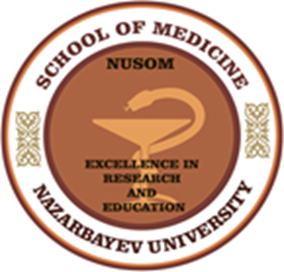 SCHOOL OF MEDICINE
NUSOM
EXCELLENCE IN
RESEARCH
AND
EDUCATION
NAZARBAYEV UNIVERSITY